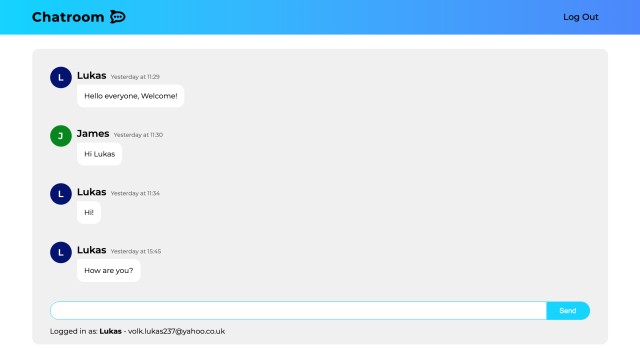 Chatroom
Log Out
L
Lukas Yesterday at 11:29
Hello everyone, Welcome!
J
James Yesterday at 11:30
Hi Lukas
L
Lukas Yesterday at 11:34
Hi!
L
Lukas Yesterday at 15:45
How are you?
Send
Logged in as: Lukas - volk.lukas237@yahoo.co.uk